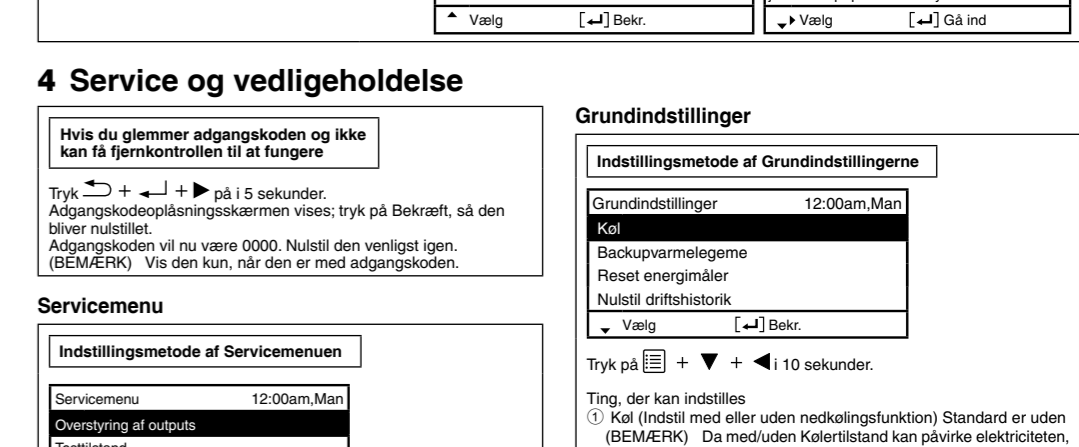 Vælg [↵] Bekr.
Vælg [↵] Gå ind
4 Service og vedligeholdelse
Hvis du glemmer adgangskoden og ikke
kan få fjernkontrollen til at fungere
Tryk ⮌ + ↵ + ▶ på i 5 sekunder.
Adgangskodeoplåsningsskærmen vises; tryk på Bekræft, så den
bliver nulstillet.
Adgangskoden vil nu være 0000. Nulstil den venligst igen.
(BEMÆRK) Vis den kun, når den er med adgangskoden.
Servicemenu
Indstillingsmetode af Servicemenuen
Servicemenu 12:00am,Man
Overstyring af outputs
Testtilstand
Grundindstillinger
Indstillingsmetode af Grundindstillingerne
Grundindstillinger 12:00am,Man
Køl
Backupvarmelegeme
Reset energimåler
Nulstil driftshistorik
Vælg [↵] Bekr.
Tryk på + ▼ + ◀ i 10 sekunder.
Ting, der kan indstilles
① Køl (Indstil med eller uden nedkølingsfunktion) Standard er uden
(BEMÆRK) Da med/uden Kølertilstand kan påvirke elektriciteten,